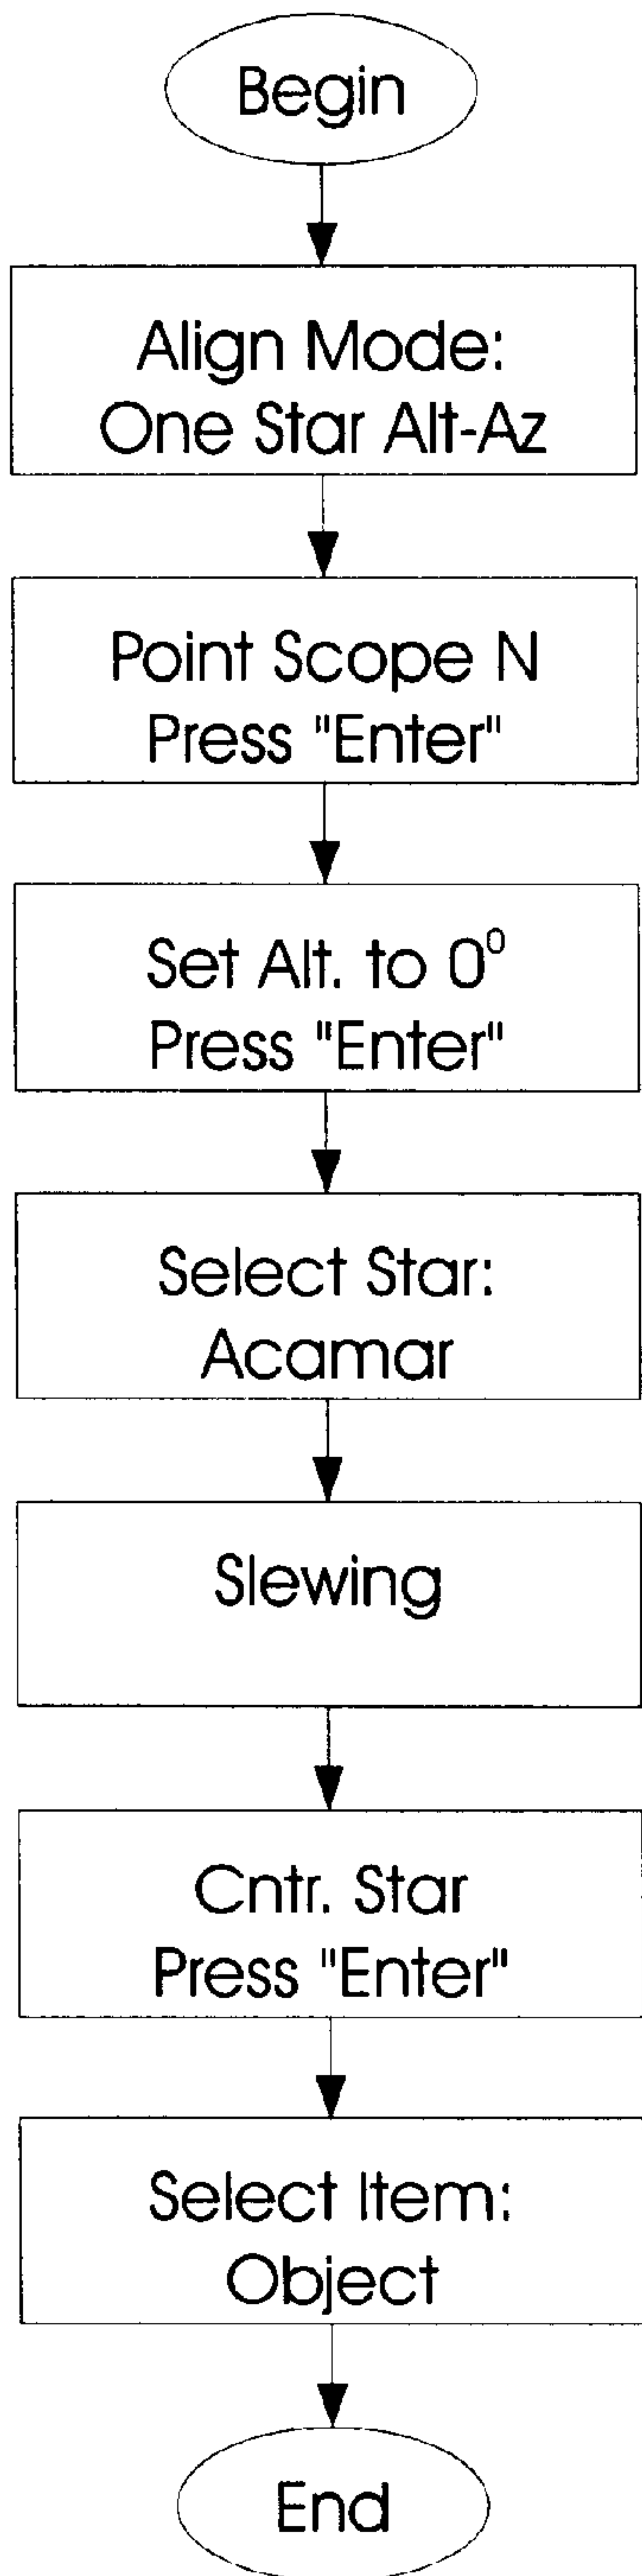 Begin
Align Mode:
One Star Alt-Az
Point Scope N
Press "Enter"
Set Alt. to 0⁰
Press "Enter"
Select Star:
Acamar
Slewing
Cntr. Star
Press "Enter"
Select Item:
Object
End